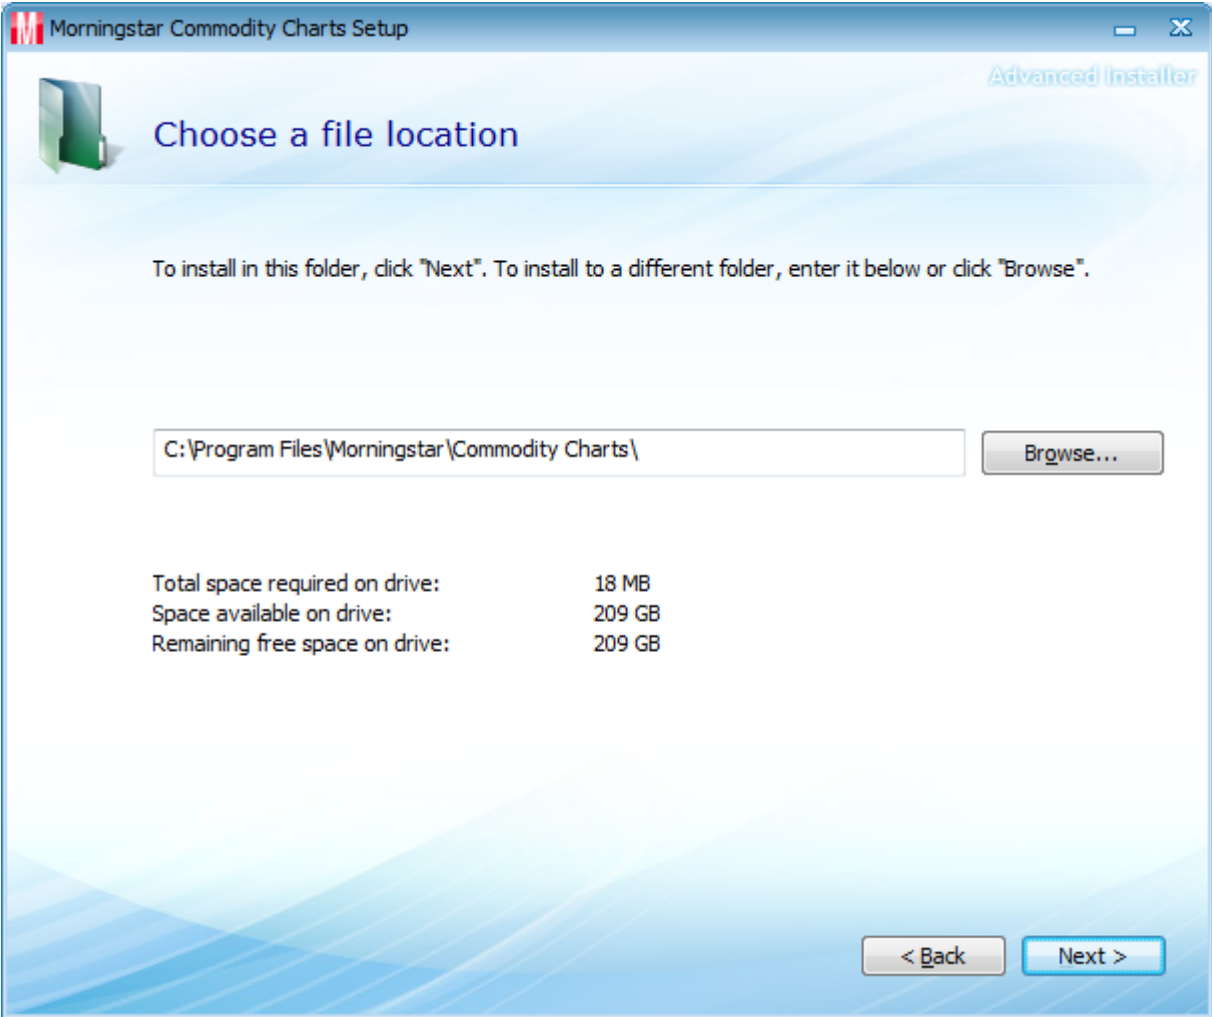 Morningstar Commodity Charts Setup
Advanced Installer
Choose a file location
To install in this folder, click "Next". To install to a different folder, enter it below or click "Browse".
C:\Program Files\Morningstar\Commodity Charts\
Browse...
Total space required on drive: 18 MB
Space available on drive: 209 GB
Remaining free space on drive: 209 GB
< Back Next >